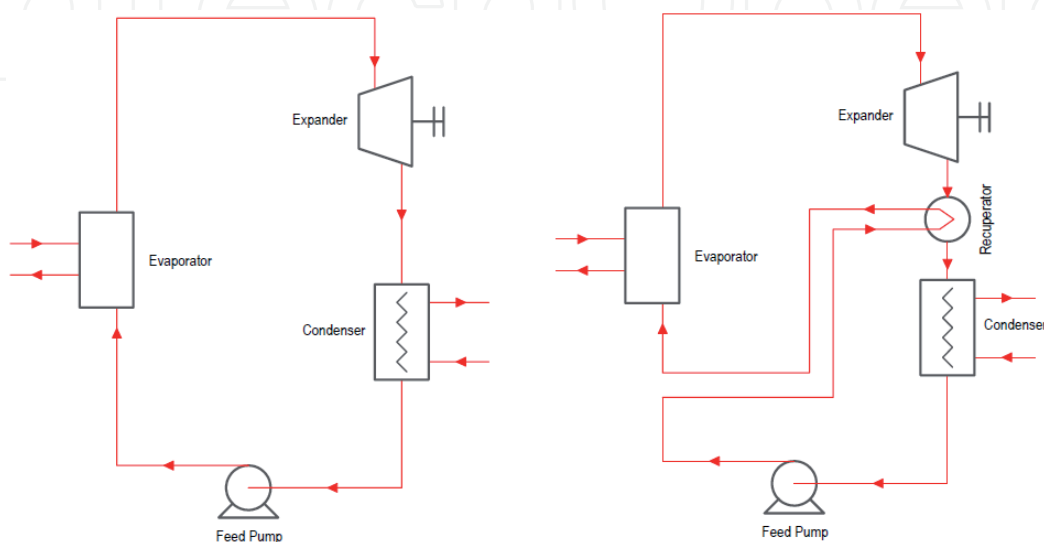 Expander
Evaporator
Condenser
Feed Pump
Expander
Recuperator
Evaporator
Condenser
Feed Pump